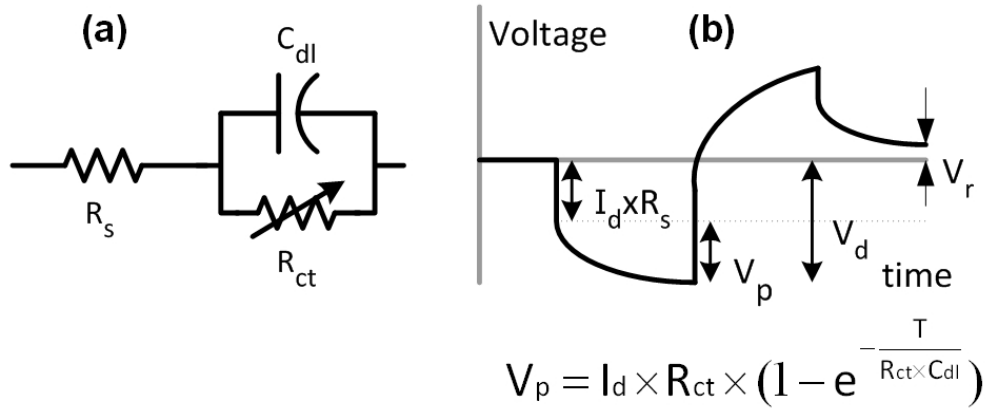 (a)
C_dl
R_s
R_ct
(b)
Voltage
I_d x R_s
V_p
V_d
V_r
time
V_p = I_d × R_ct × (1 − e^{−T/(R_ct × C_dl)})